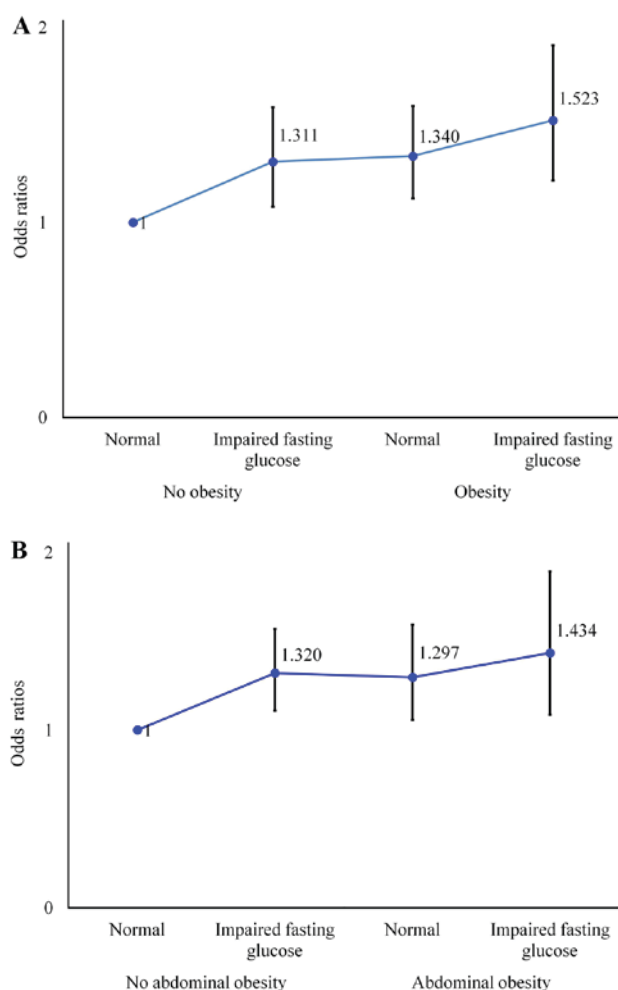 A
2
1.523
1.311
1.340
Odds ratios
1
1
0
Normal
Impaired fasting
glucose
Normal
Impaired fasting
glucose
No obesity
Obesity
B
2
1.434
1.320
1.297
Odds ratios
1
1
0
Normal
Impaired fasting
glucose
Normal
Impaired fasting
glucose
No abdominal obesity
Abdominal obesity